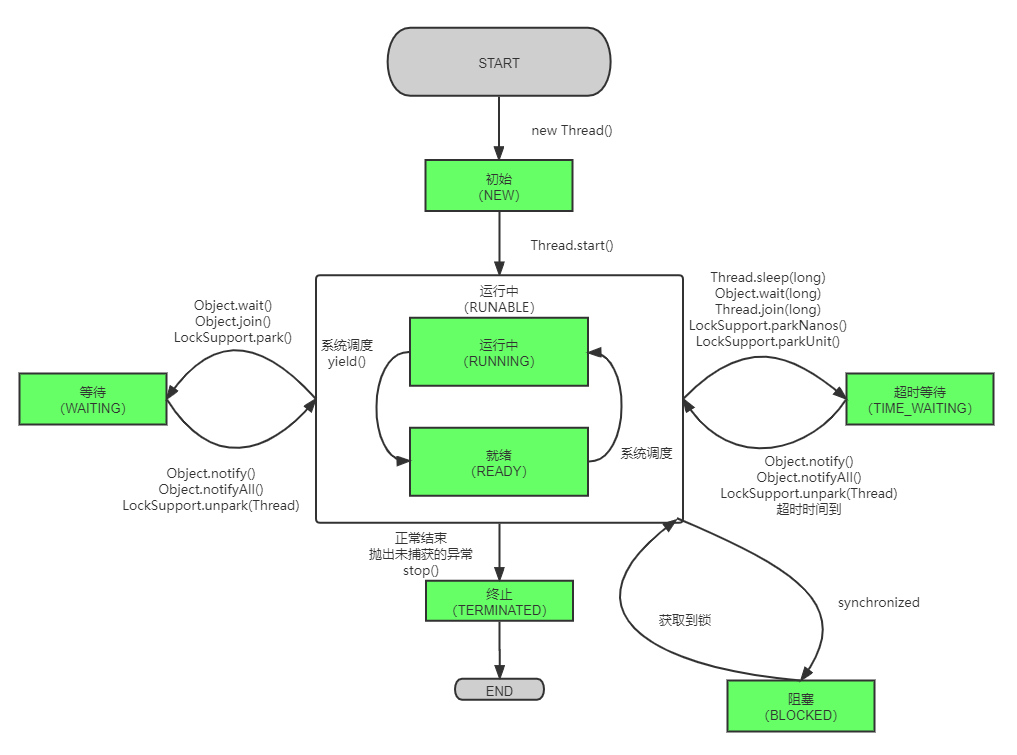 START
new Thread()
初始
（NEW）
Thread.start()
运行中
（RUNABLE）
运行中
（RUNNING）
系统调度
yield()
就绪
（READY）
系统调度
Object.wait()
Object.join()
LockSupport.park()
等待
（WAITING）
Object.notify()
Object.notifyAll()
LockSupport.unpark(Thread)
Thread.sleep(long)
Object.wait(long)
Thread.join(long)
LockSupport.parkNanos()
LockSupport.parkUnit()
超时等待
（TIME_WAITING）
Object.notify()
Object.notifyAll()
LockSupport.unpark(Thread)
超时时间到
正常结束
抛出未捕获的异常
stop()
终止
（TERMINATED）
END
获取到锁
synchronized
阻塞
（BLOCKED）